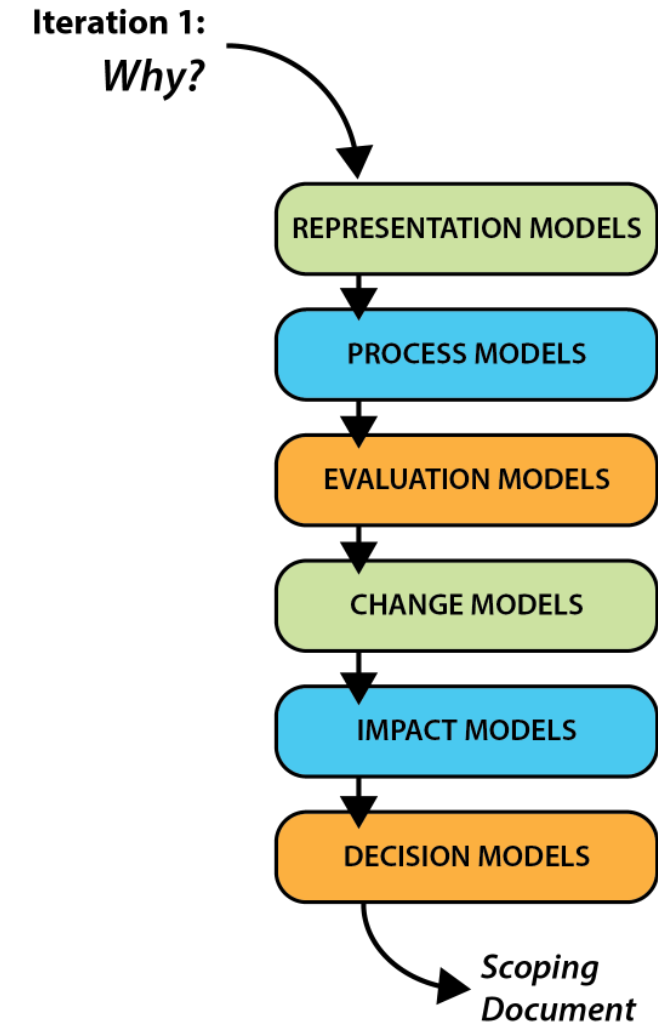 Iteration 1:
Why?
REPRESENTATION MODELS
PROCESS MODELS
EVALUATION MODELS
CHANGE MODELS
IMPACT MODELS
DECISION MODELS
Scoping
Document